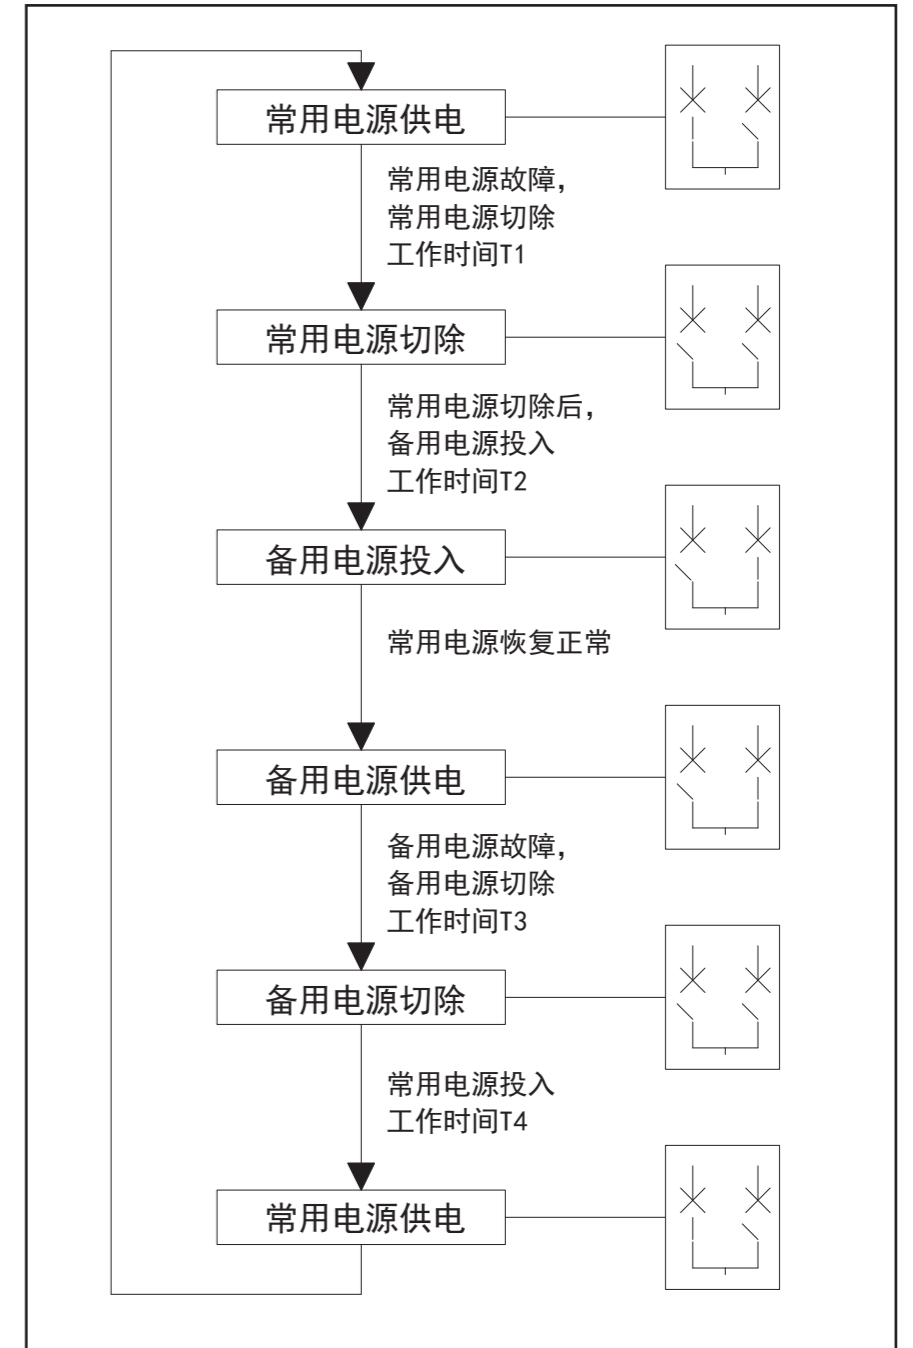 常用电源供电
常用电源故障，
常用电源切除
工作时间T1
常用电源切除
常用电源切除后，
备用电源投入
工作时间T2
备用电源投入
常用电源恢复正常
备用电源供电
备用电源故障，
备用电源切除
工作时间T3
备用电源切除
常用电源投入
工作时间T4
常用电源供电